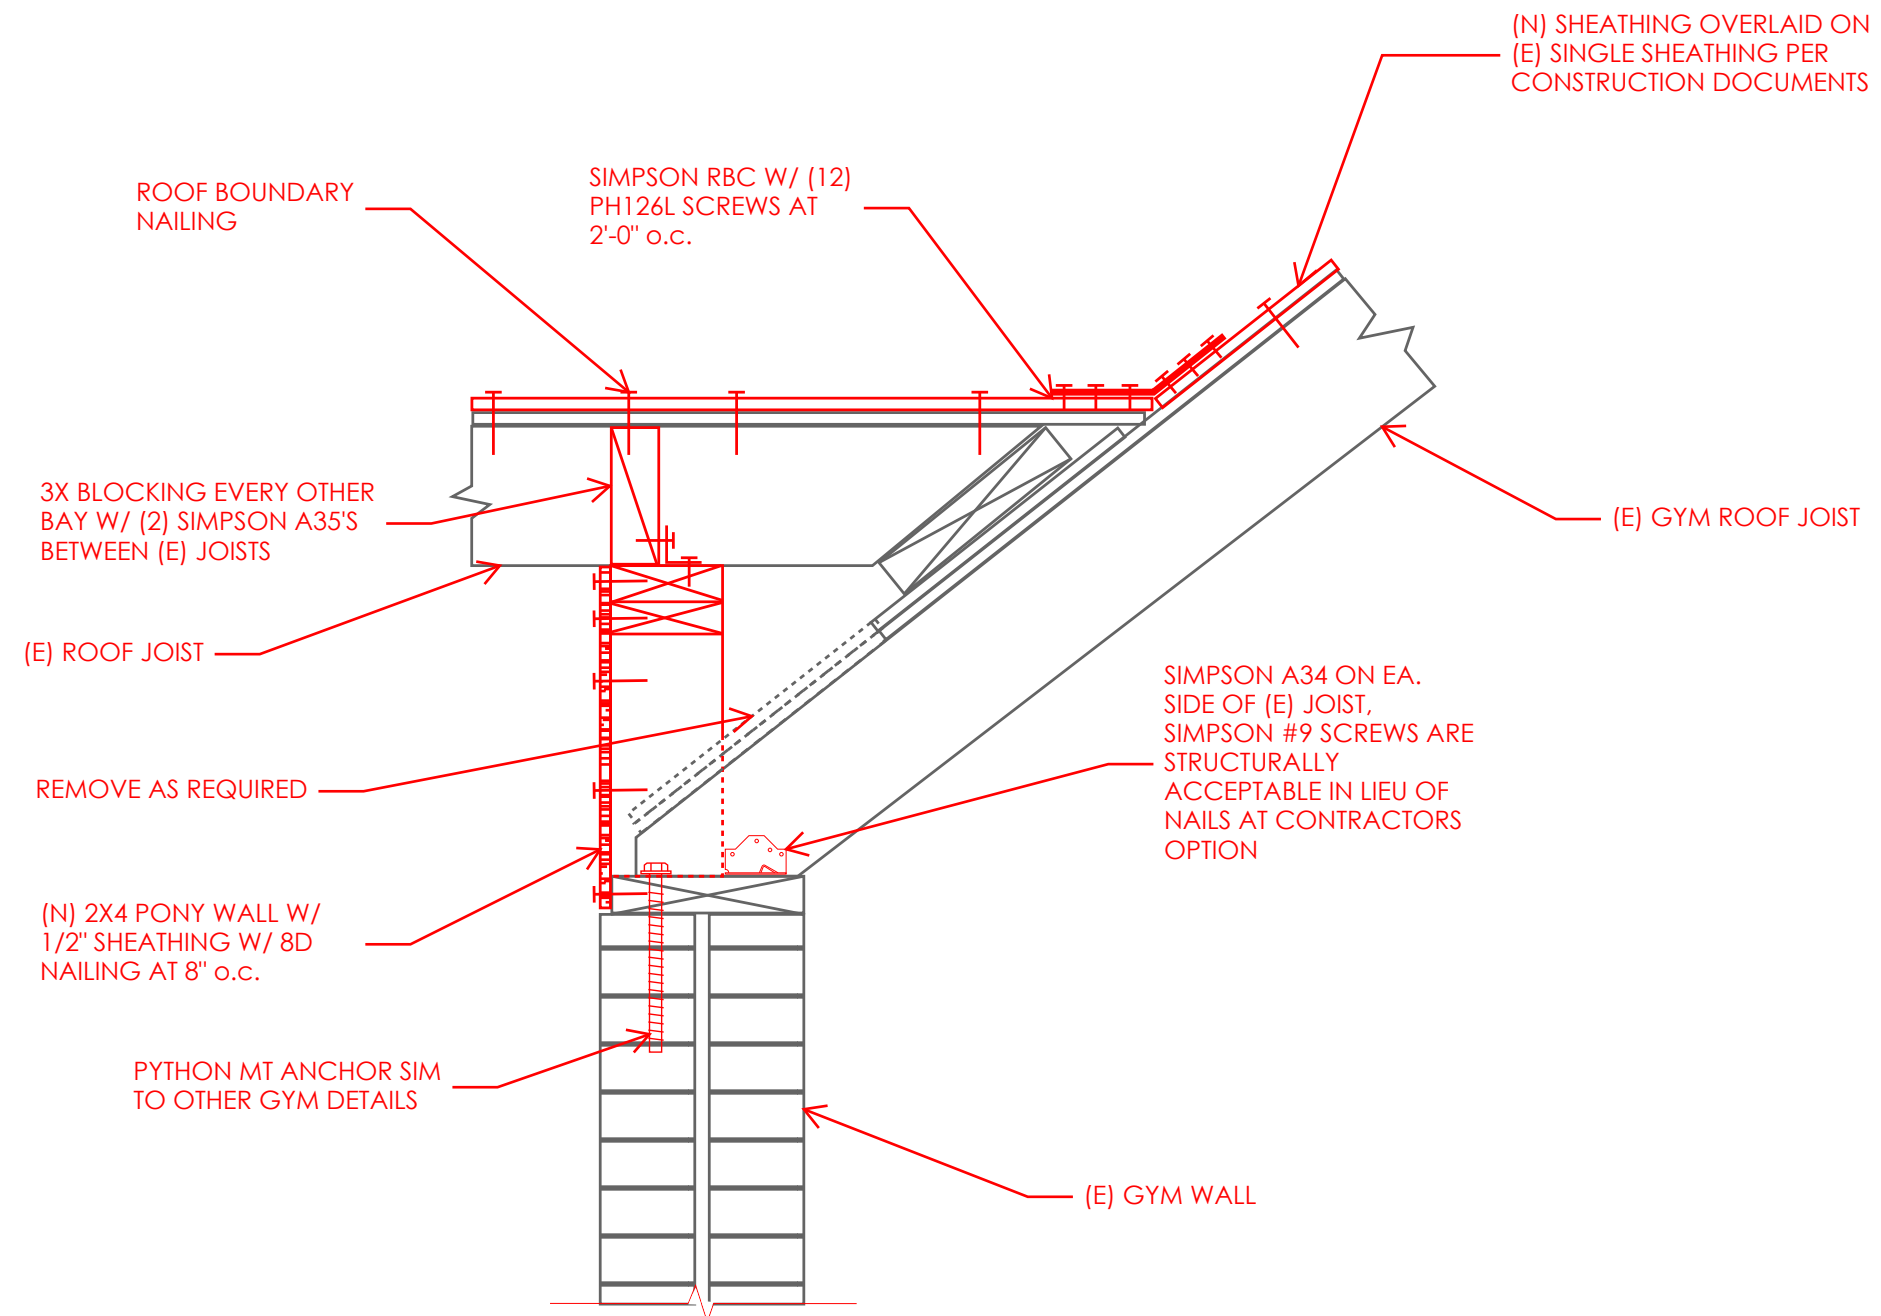 (N) SHEATHING OVERLAID ON
(E) SINGLE SHEATHING PER
CONSTRUCTION DOCUMENTS
SIMPSON RBC W/ (12)
PH126L SCREWS AT
2'-0" o.c.
ROOF BOUNDARY
NAILING
3X BLOCKING EVERY OTHER
BAY W/ (2) SIMPSON A35'S
BETWEEN (E) JOISTS
(E) GYM ROOF JOIST
(E) ROOF JOIST
SIMPSON A34 ON EA.
SIDE OF (E) JOIST,
SIMPSON #9 SCREWS ARE
STRUCTURALLY
ACCEPTABLE IN LIEU OF
NAILS AT CONTRACTORS
OPTION
REMOVE AS REQUIRED
(N) 2X4 PONY WALL W/
1/2" SHEATHING W/ 8D
NAILING AT 8" o.c.
PYTHON MT ANCHOR SIM
TO OTHER GYM DETAILS
(E) GYM WALL